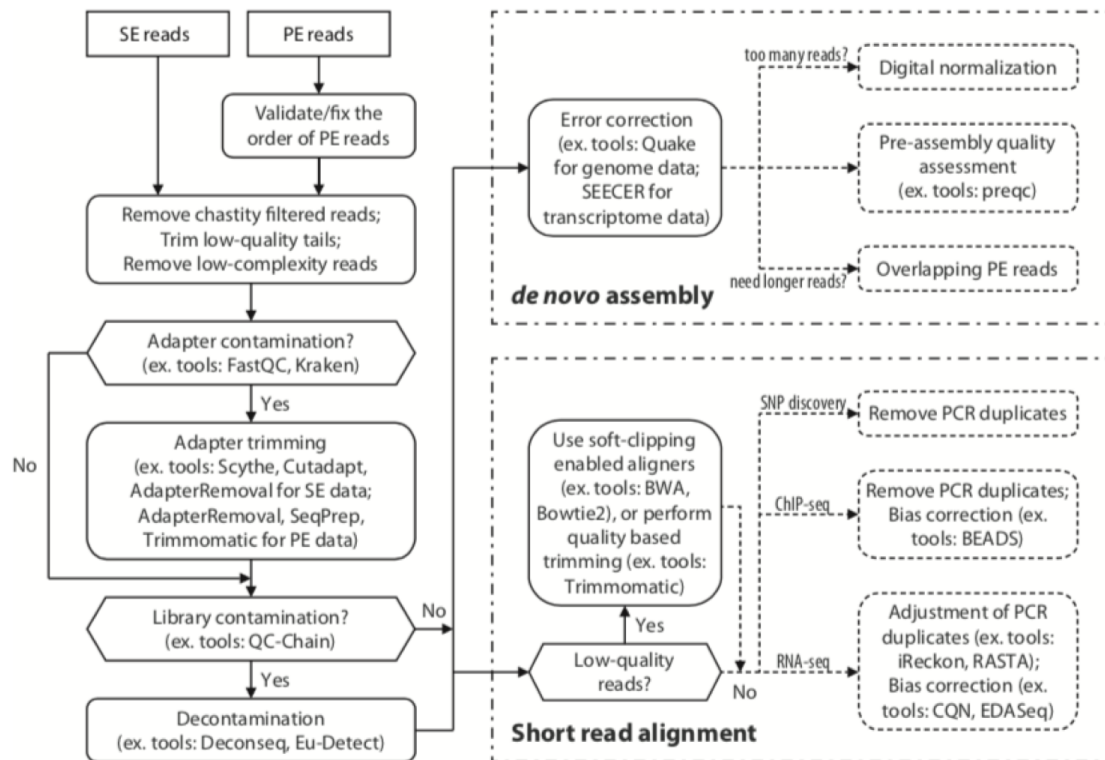 SE reads
PE reads
Validate/fix the
order of PE reads
Remove chastity filtered reads;
Trim low-quality tails;
Remove low-complexity reads
Adapter contamination?
(ex. tools: FastQC, Kraken)
Yes
No
Adapter trimming
(ex. tools: Scythe, Cutadapt,
AdapterRemoval for SE data;
AdapterRemoval, SeqPrep,
Trimmomatic for PE data)
Library contamination?
(ex. tools: QC-Chain)
No
Yes
Decontamination
(ex. tools: Deconseq, Eu-Detect)
Error correction
(ex. tools: Quake
for genome data;
SEECER for
transcriptome data)
too many reads?
Digital normalization
Pre-assembly quality
assessment
(ex. tools: preqc)
need longer reads?
Overlapping PE reads
de novo assembly
Use soft-clipping
enabled aligners
(ex. tools: BWA,
Bowtie2), or perform
quality based
trimming (ex. tools:
Trimmomatic)
Yes
Low-quality
reads?
No
SNP discovery
Remove PCR duplicates
ChIP-seq
Remove PCR duplicates;
Bias correction (ex.
tools: BEADS)
RNA-seq
Adjustment of PCR
duplicates (ex. tools:
iReckon, RASTA);
Bias correction (ex.
tools: CQN, EDASeq)
Short read alignment